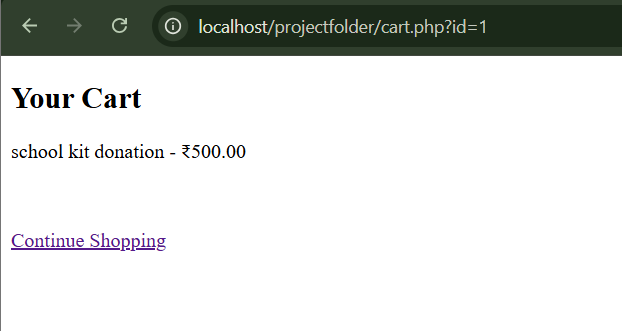 localhost/projectfolder/cart.php?id=1
Your Cart
school kit donation - ₹500.00
Continue Shopping